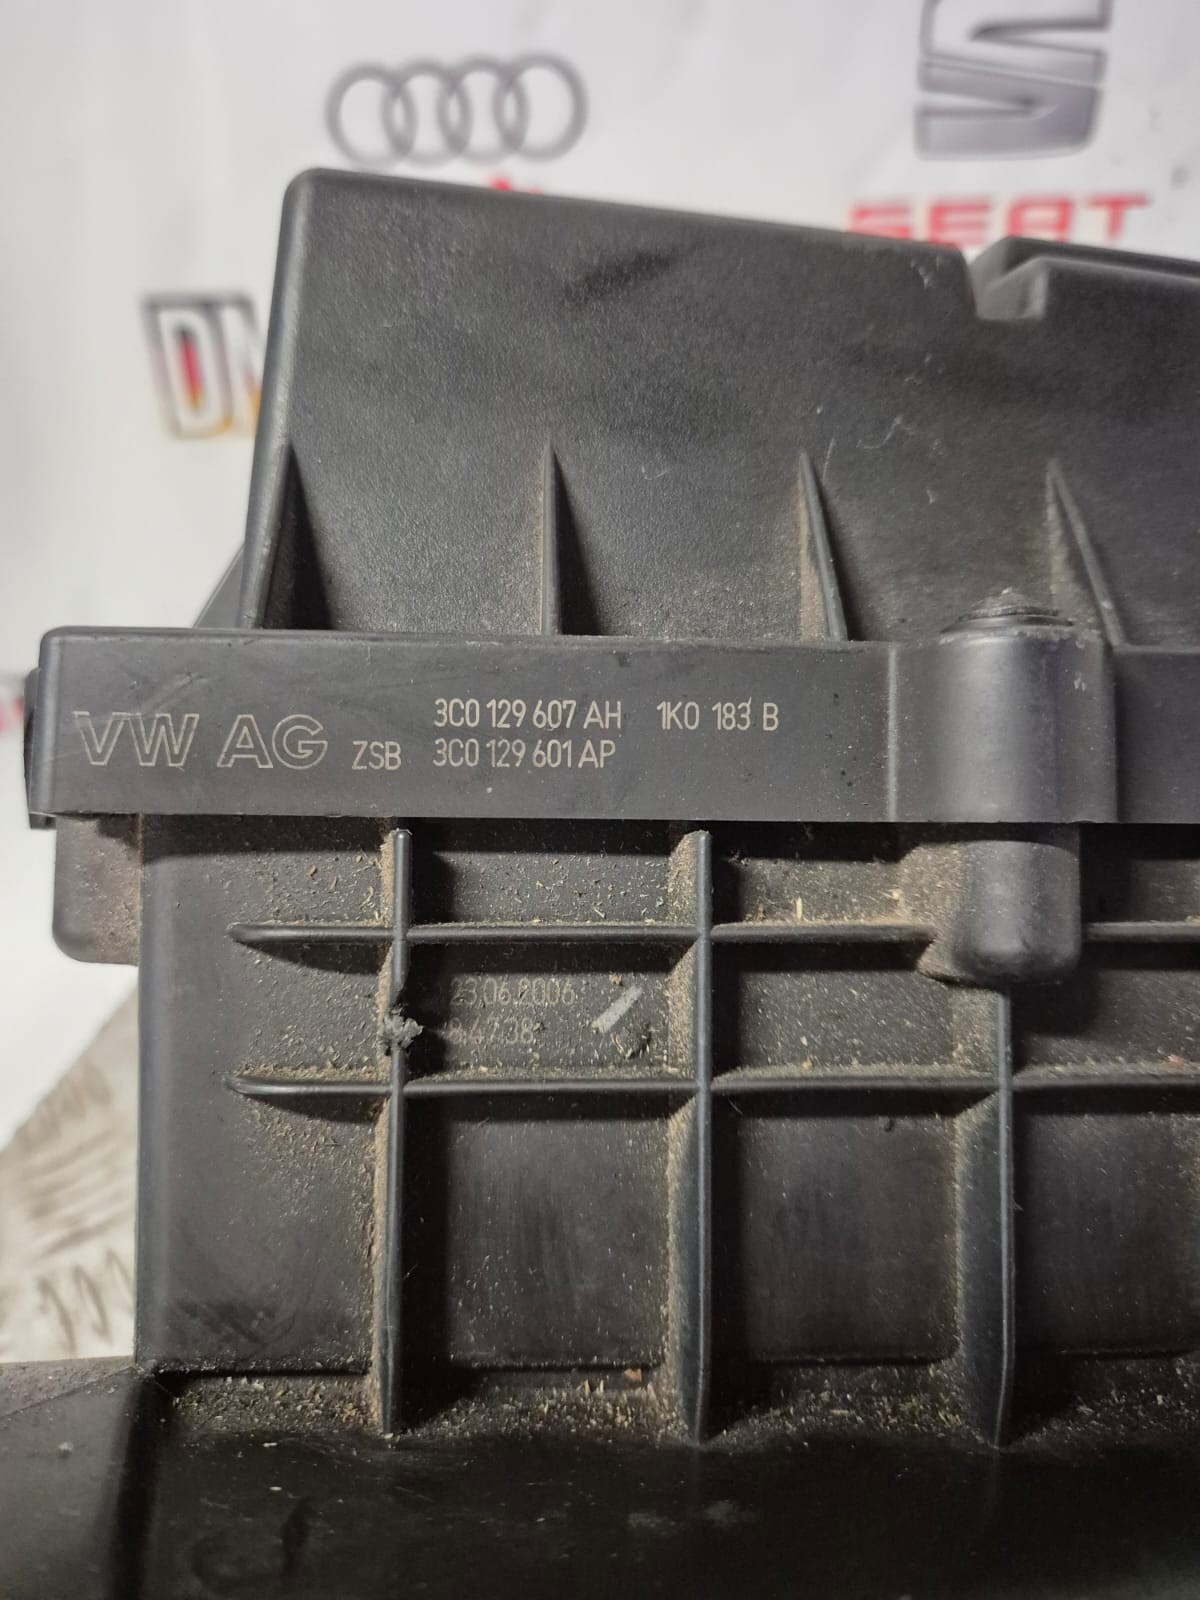 SEAT
VW AG ZSB 3C0 129 607 AH 1K0 183 B
3C0 129 601 AP
23.06.2006